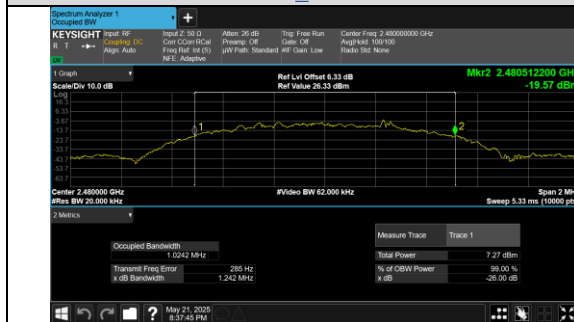 Spectrum Analyzer 1
Occupied BW
KEYSIGHT
R T
Input: RF
Coupling: DC
Align: Auto
Input Z: 50 Ω
Corr CCorr RCal
Freq Ref: Int (S)
NFE: Adaptive
Atten: 26 dB
Preamp: Off
µW Path: Standard
Trig: Free Run
Gate: Off
#IF Gain: Low
Center Freq: 2.480000000 GHz
Avg|Hold: 100/100
Radio Std: None
1 Graph
Scale/Div 10.0 dB
Ref Lvl Offset 6.33 dB
Ref Value 26.33 dBm
Mkr2 2.480512200 GH
-19.57 dBr
Log
16.3
6.33
-3.67
-13.7
-23.7
-33.7
-43.7
-53.7
-63.7
1
2
Center 2.480000 GHz
#Res BW 20.000 kHz
#Video BW 62.000 kHz
Span 2 MH
Sweep 5.33 ms (10000 pts
2 Metrics
Occupied Bandwidth
1.0242 MHz
Transmit Freq Error 285 Hz
x dB Bandwidth 1.242 MHz
Measure Trace Trace 1
Total Power 7.27 dBm
% of OBW Power 99.00 %
x dB -26.00 dB
?
May 21, 2025
8:37:45 PM